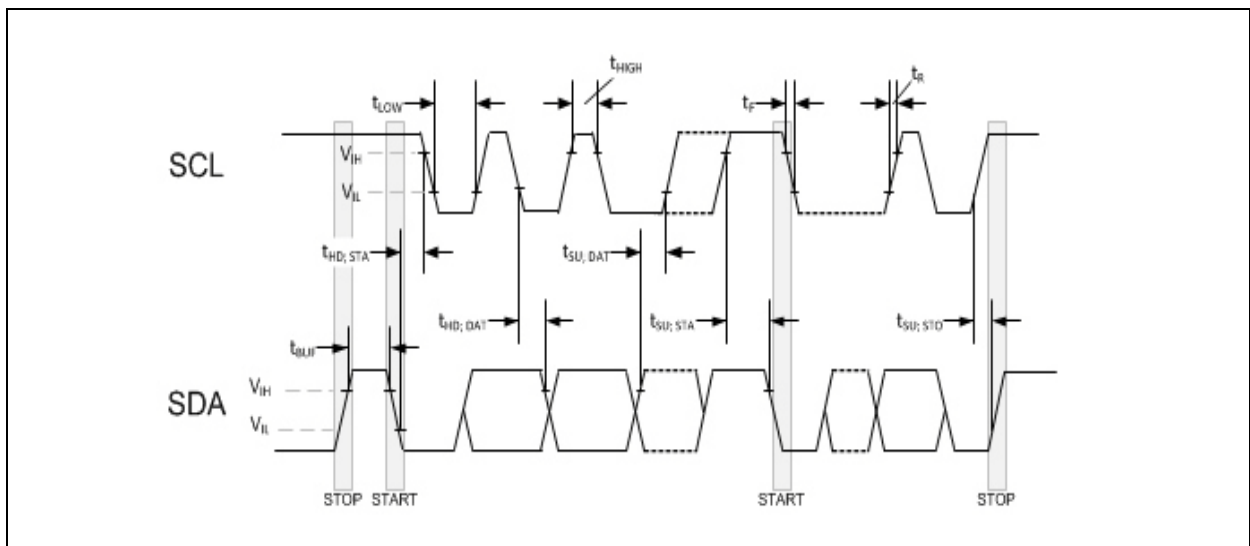 tHIGH
tR
tLOW
tF
SCL
VIH
VIL
tHD; STA
tSU; DAT
tHD; DAT
tSU; STA
tSU; STO
tBUF
VIH
SDA
VIL
STOP START START STOP